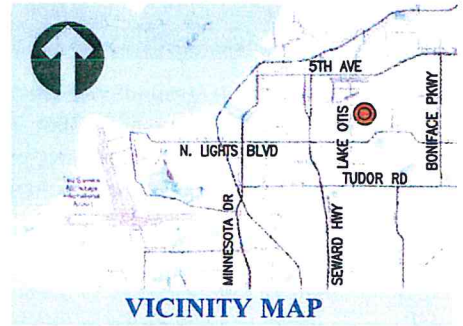 5TH AVE
LAKE OTIS
BONIFACE PKWY
N. LIGHTS BLVD
TUDOR RD
MINNESOTA DR
SEWARD HWY
VICINITY MAP